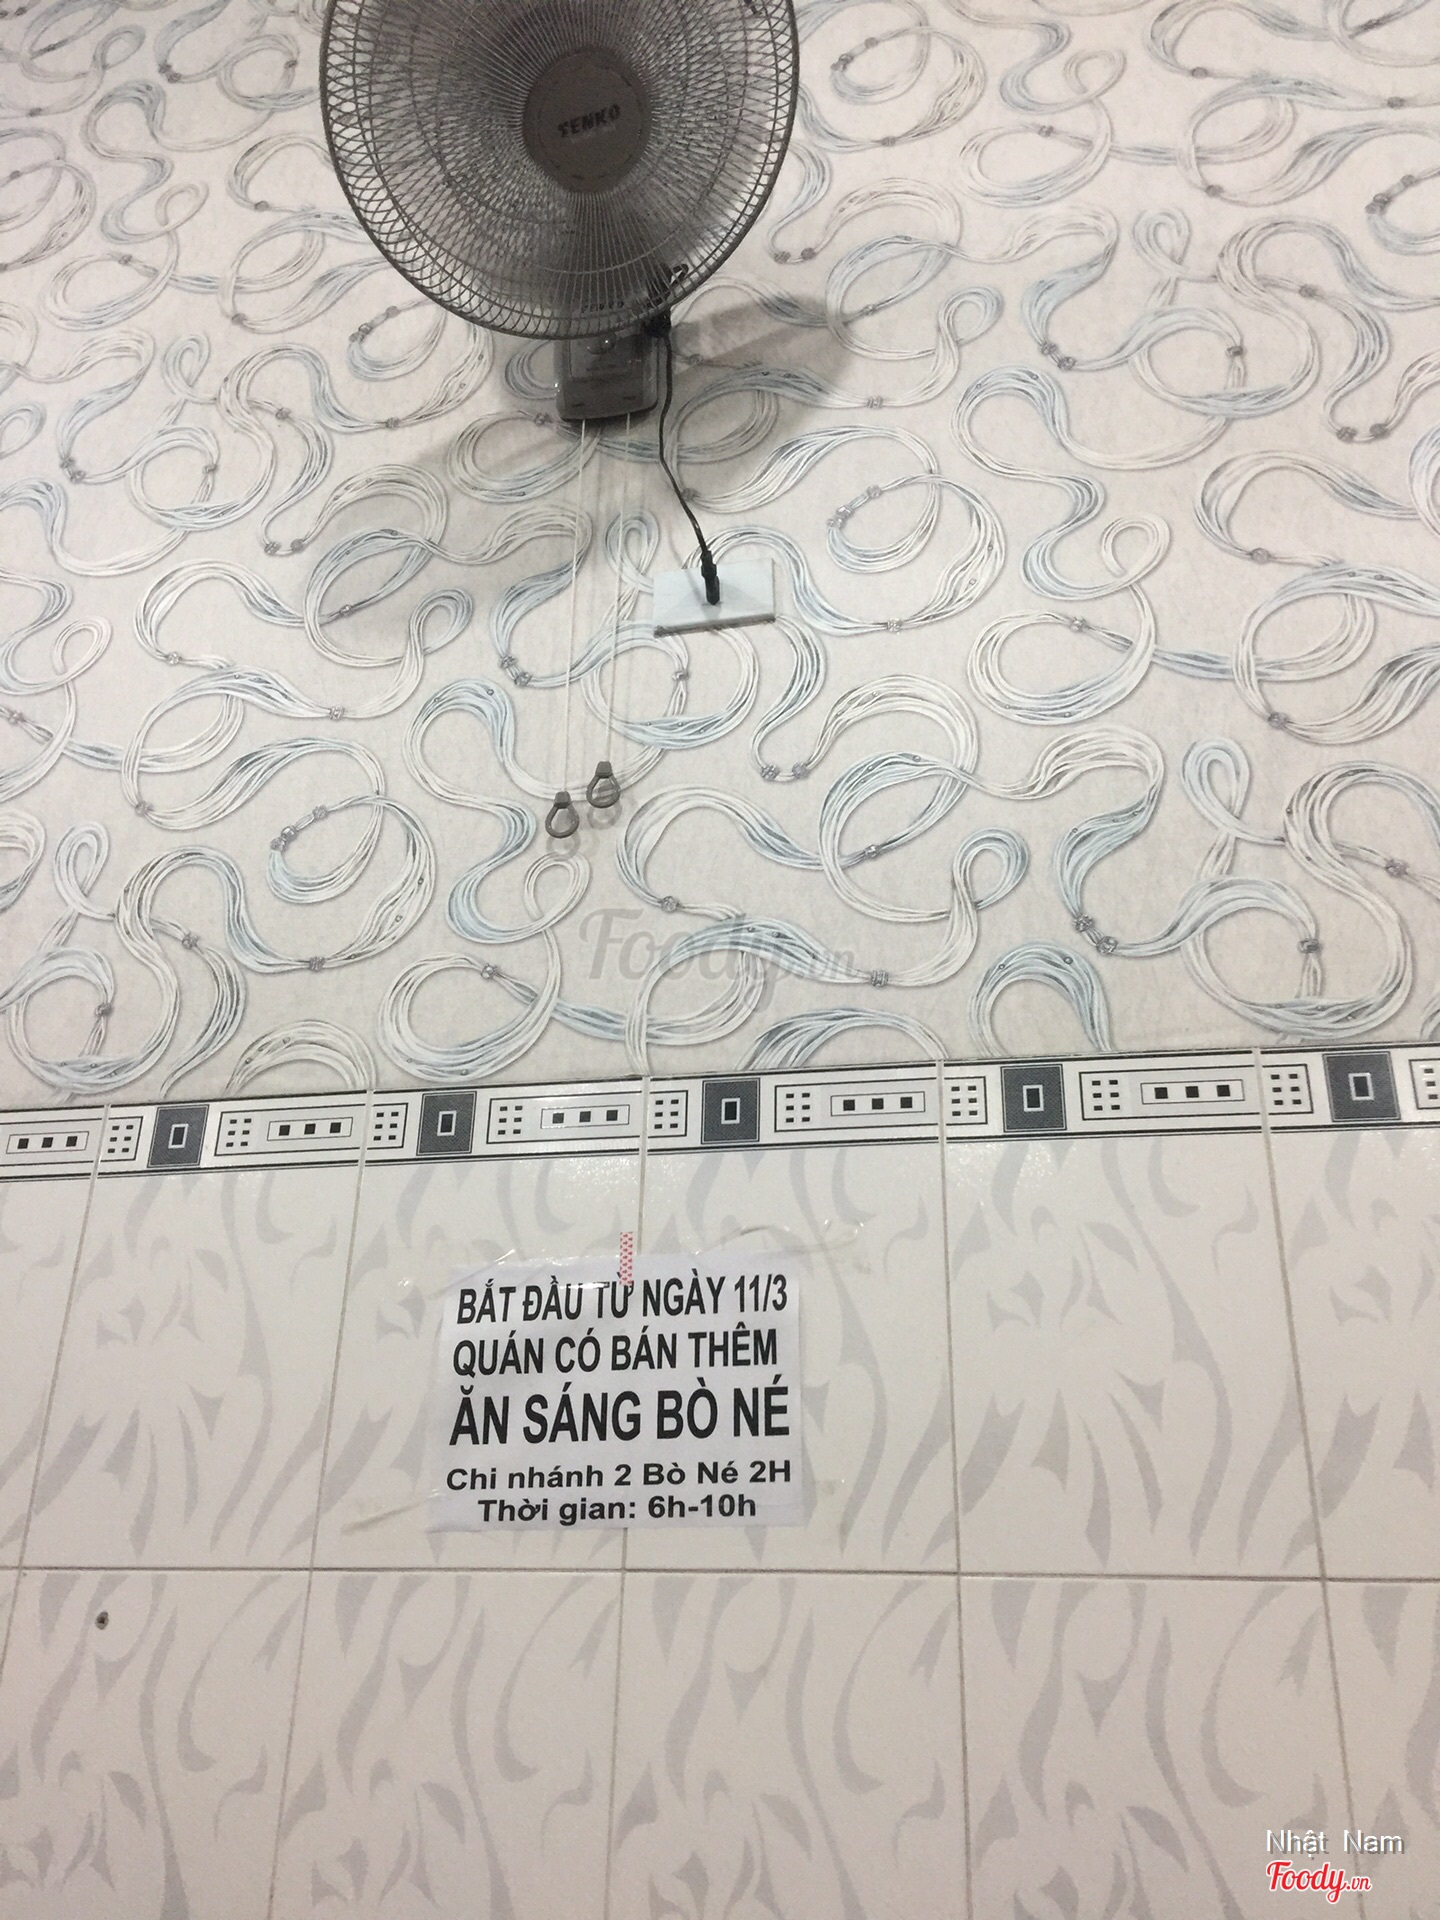 SENKO
SENKO
Foody.vn
BẮT ĐẦU TỪ NGÀY 11/3
QUÁN CÓ BÁN THÊM
ĂN SÁNG BÒ NÉ
Chi nhánh 2 Bò Né 2H
Thời gian: 6h-10h
Nhật Nam
Foody.vn